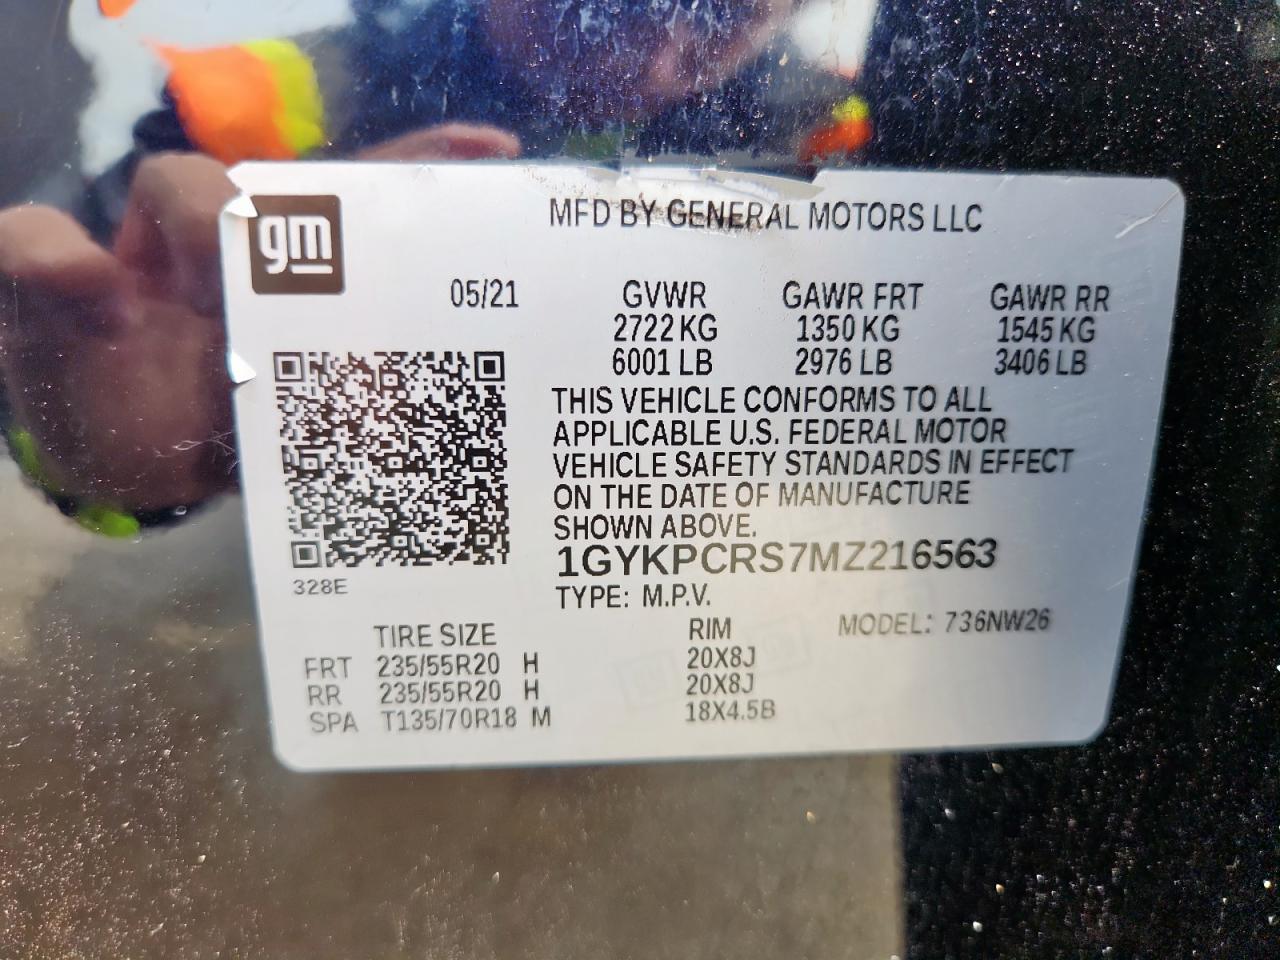 gm
MFD BY GENERAL MOTORS LLC
05/21 GVWR GAWR FRT GAWR RR
2722 KG 1350 KG 1545 KG
6001 LB 2976 LB 3406 LB
THIS VEHICLE CONFORMS TO ALL
APPLICABLE U.S. FEDERAL MOTOR
VEHICLE SAFETY STANDARDS IN EFFECT
ON THE DATE OF MANUFACTURE
SHOWN ABOVE.
1GYKPCRS7MZ216563
328E
TYPE: M.P.V.
MODEL: 736NW26
TIRE SIZE RIM
FRT 235/55R20 H 20X8J
RR 235/55R20 H 20X8J
SPA T135/70R18 M 18X4.5B